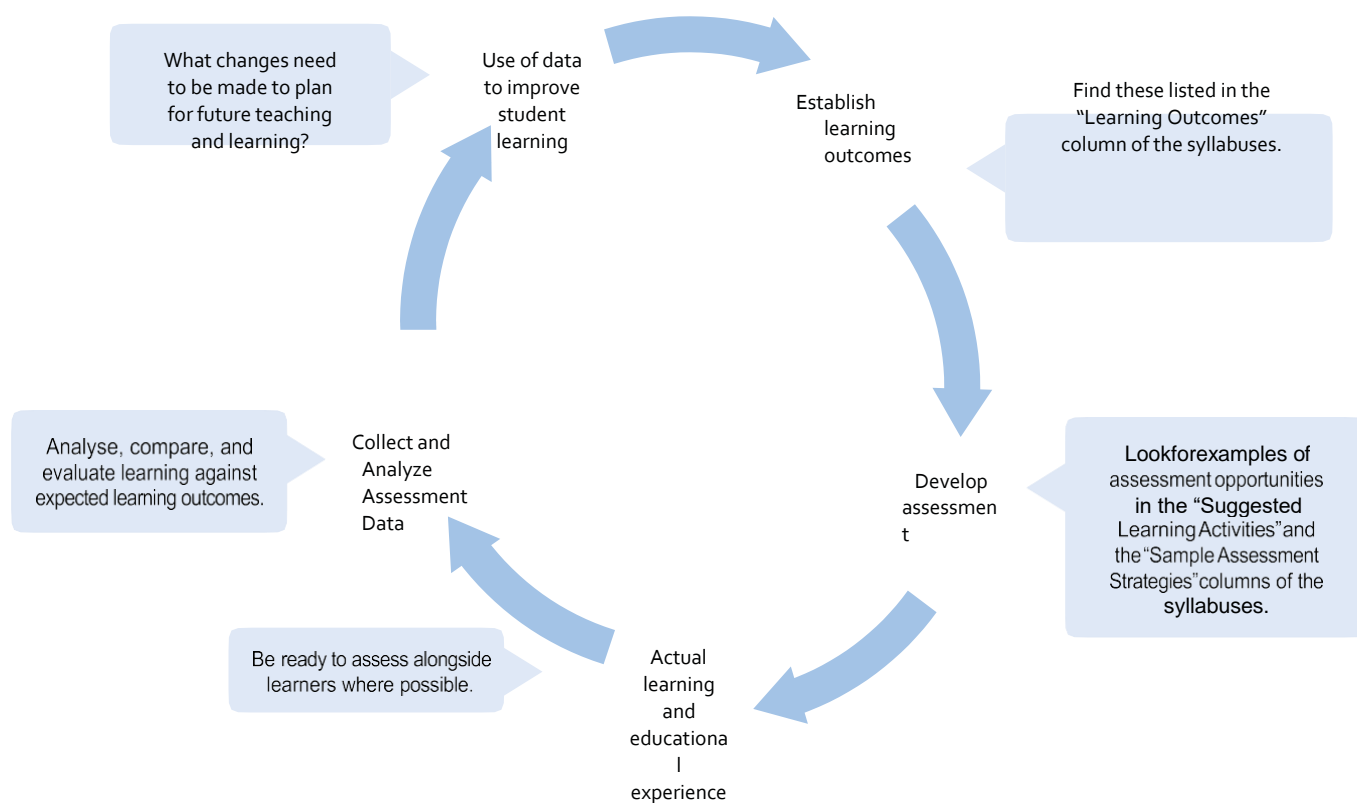 What changes need
to be made to plan
for future teaching
and learning?
Use of data
to improve
student
learning
Establish
learning
outcomes
Find these listed in the
“Learning Outcomes”
column of the syllabuses.
Develop
assessmen
t
Lookforexamples of
assessment opportunities
in the “Suggested
Learning Activities” and
the “Sample Assessment
Strategies” columns of the
syllabuses.
Actual
learning
and
educationa
l
experience
Be ready to assess alongside
learners where possible.
Collect and
Analyze
Assessment
Data
Analyse, compare, and
evaluate learning against
expected learning outcomes.